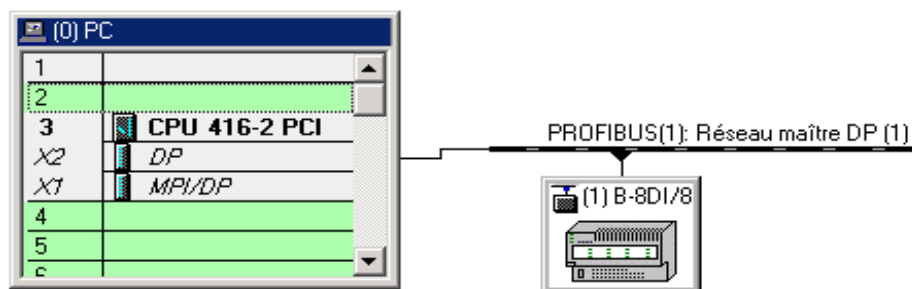 (0) PC
1
2
3 CPU 416-2 PCI
X2 DP
X1 MPI/DP
4
5
6
PROFIBUS(1): Réseau maître DP (1)
(1) B-8DI/8